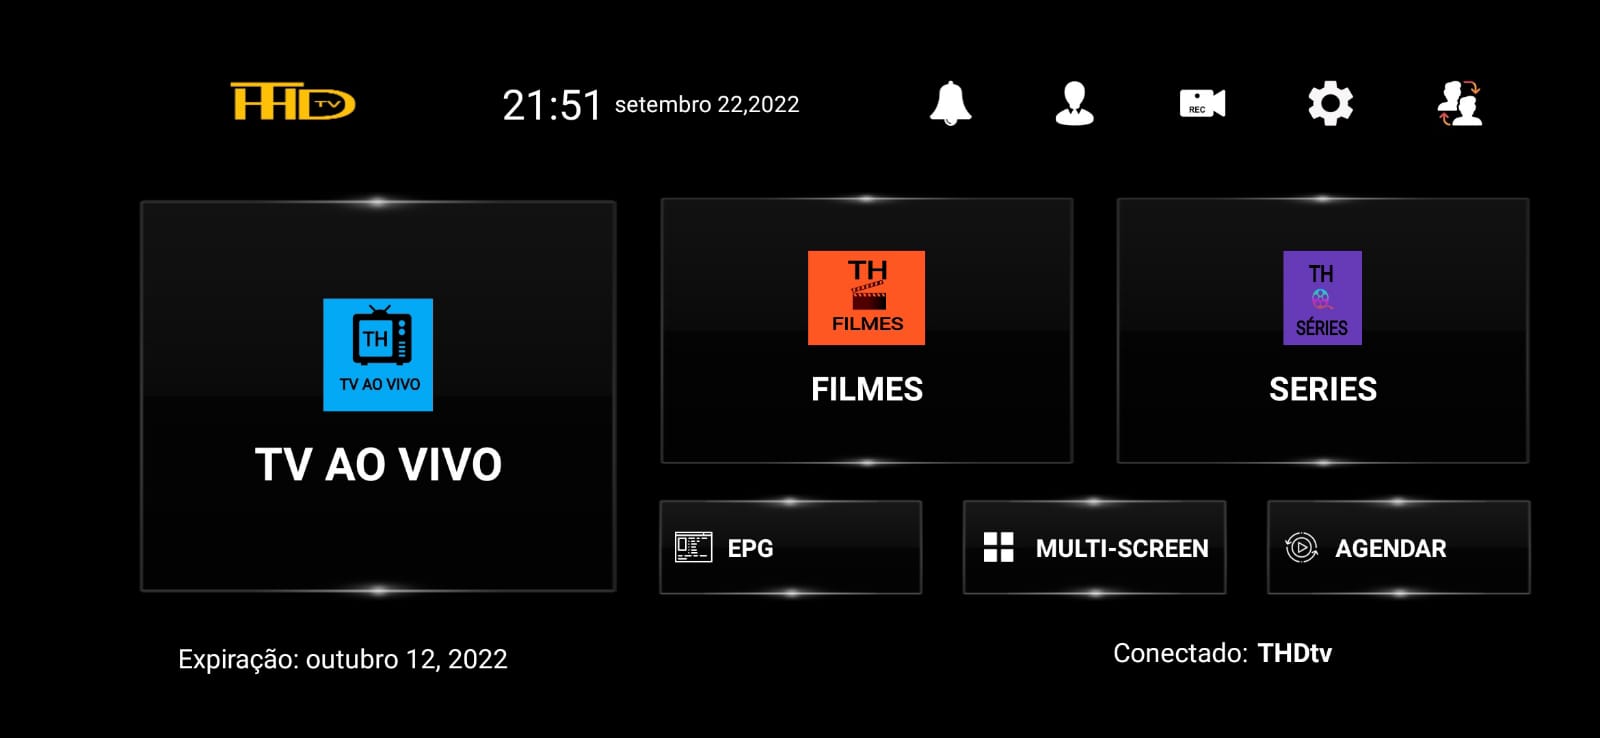 THD TV
21:51 setembro 22,2022
REC
TH
TV AO VIVO
TV AO VIVO
TH
FILMES
FILMES
TH
SÉRIES
SERIES
EPG
MULTI-SCREEN
AGENDAR
Expiração: outubro 12, 2022
Conectado: THDtv